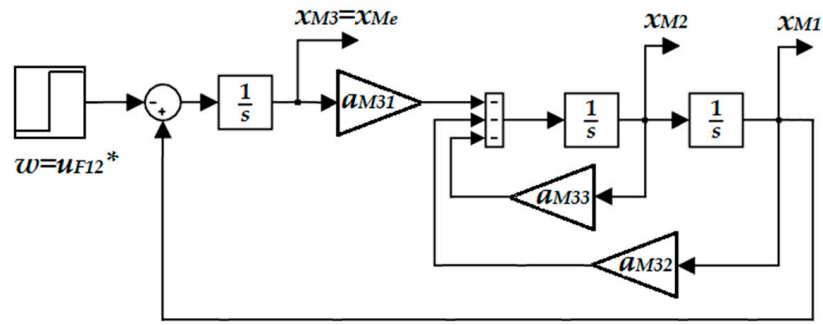 xM3=xMe
xM2
xM1
1/s
aM31
1/s
1/s
w=uF12*
aM33
aM32
- +
- - -